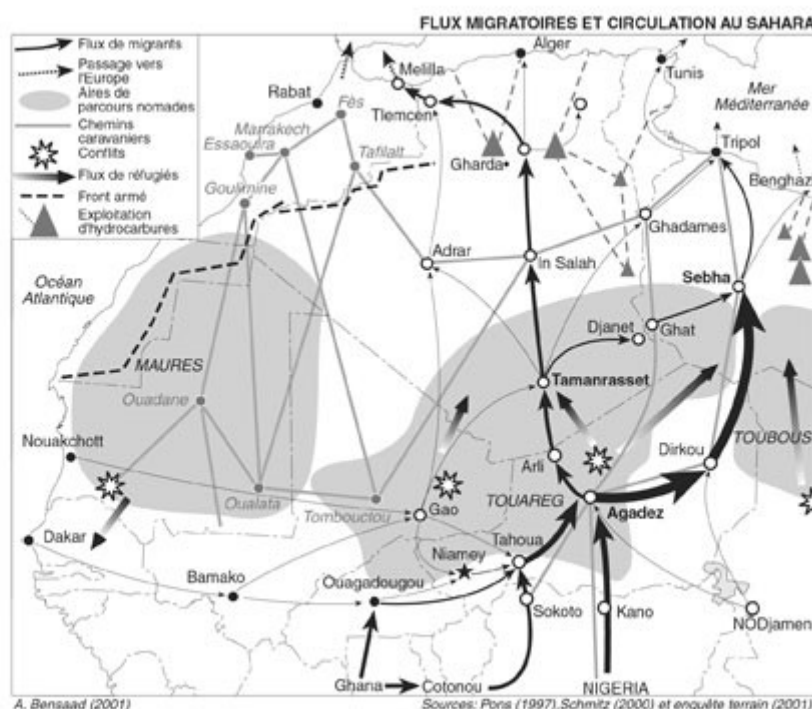 FLUX MIGRATOIRES ET CIRCULATION AU SAHARA
Flux de migrants
Passage vers
l'Europe
Aires de
parcours nomades
Chemins
caravaniers
Conflits
Flux de réfugiés
Front armé
Exploitation
d'hydrocarbures
Alger
Melilla
Tunis
Rabat
Tlemcen
Mer
Méditerranée
Fès
Marrakech
Essaouira
Tafilalt
Tripol
Gharda
Goulimine
Benghaz
Ghadames
Adrar
In Salah
Océan
Atlantique
Sebha
Djanet
Ghat
MAURES
Tamanrasset
Ouadane
TOUBOUS
Nouakchott
Arli
Dirkou
Oualata
TOUAREG
Tombouctou
Gao
Agadez
Dakar
Tahoua
Niamey
Bamako
Ouagadougou
Sokoto
Kano
NODjamen
Ghana
Cotonou
NIGERIA
A. Bensaad (2001)
Sources: Pons (1997), Schmitz (2000) et enquête terrain (2001)